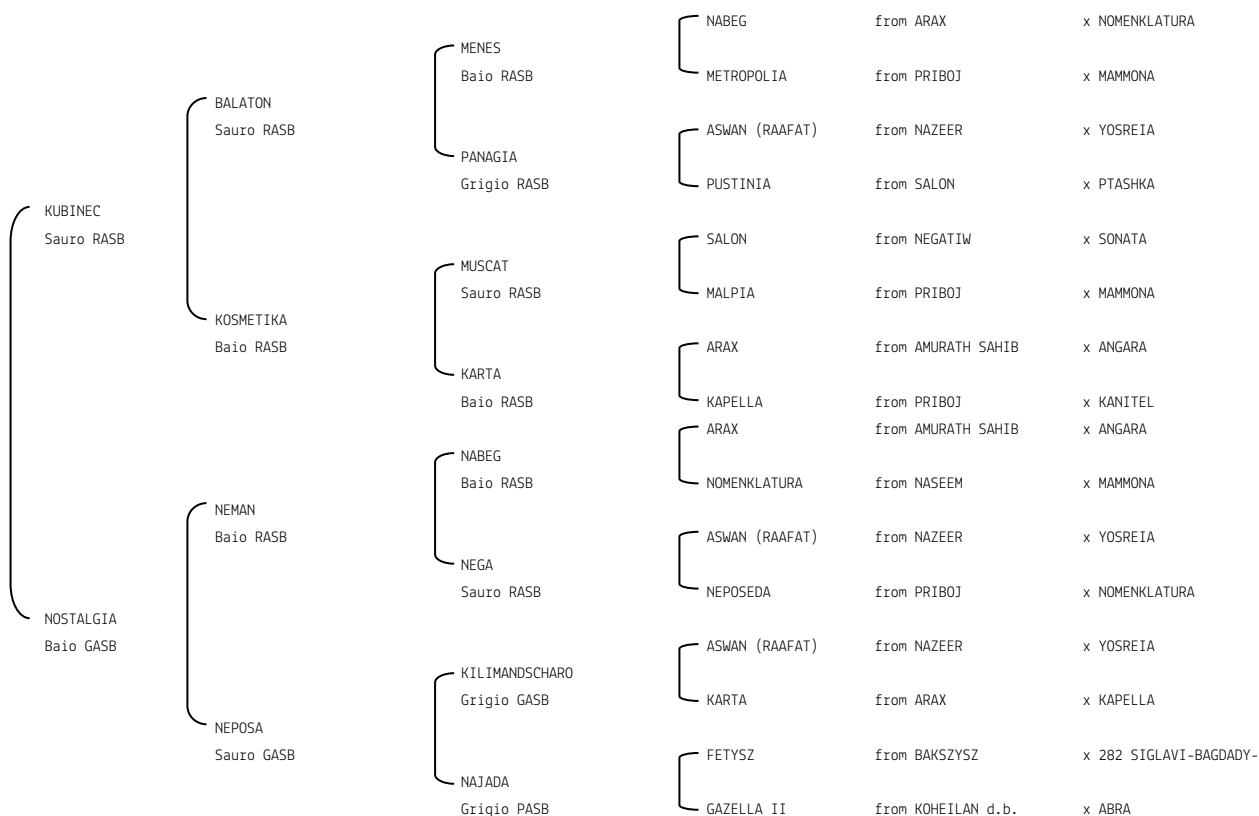 NABEG from ARAX x NOMENKLATURA
MENES
Baio RASB
METROPOLIA from PRIBOJ x MAMMONA
BALATON
Sauro RASB
ASWAN (RAAFAT) from NAZEER x YOSREIA
PANAGIA
Grigio RASB
PUSTINIA from SALON x PTASHKA
KUBINEC
Sauro RASB
SALON from NEGATIW x SONATA
MUSCAT
Sauro RASB
MALPIA from PRIBOJ x MAMMONA
KOSMETIKA
Baio RASB
ARAX from AMURATH SAHIB x ANGARA
KARTA
Baio RASB
KAPELLA from PRIBOJ x KANITEL
ARAX from AMURATH SAHIB x ANGARA
NABEG
Baio RASB
NOMENKLATURA from NASEEM x MAMMONA
NEMAN
Baio RASB
ASWAN (RAAFAT) from NAZEER x YOSREIA
NEGA
Sauro RASB
NEPOSEDA from PRIBOJ x NOMENKLATURA
NOSTALGIA
Baio GASB
ASWAN (RAAFAT) from NAZEER x YOSREIA
KILIMANDSCHARO
Grigio GASB
KARTA from ARAX x KAPELLA
NEPOSA
Sauro GASB
FETYSZ from BAKSZYSZ x 282 SIGLAVI-BAGDADY-
NAJADA
Grigio PASB
GAZELLA II from KOHEILAN d.b. x ABRA